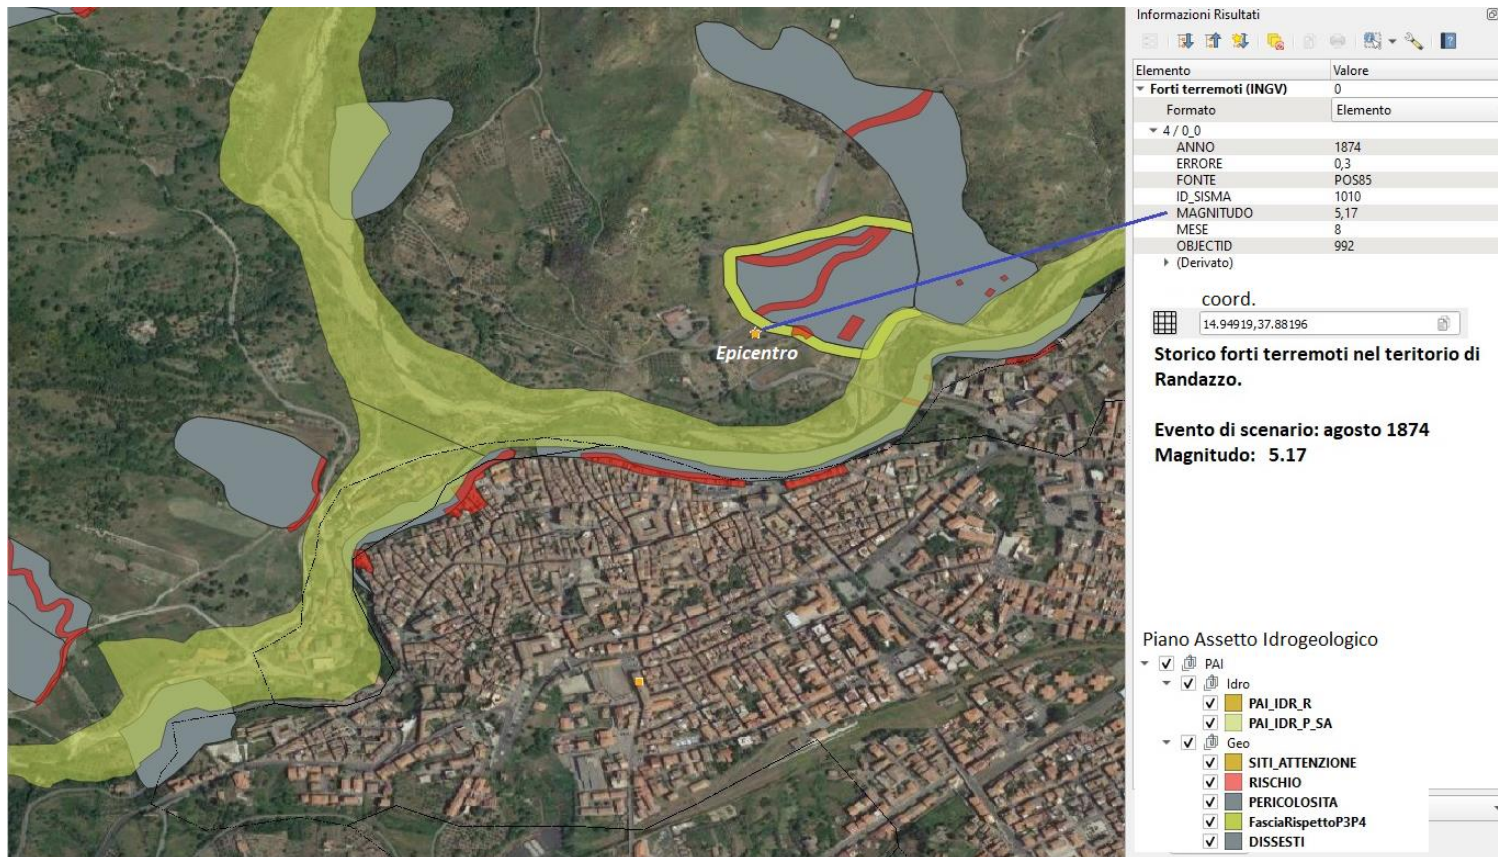 Informazioni Risultati
Elemento Valore
Forti terremoti (INGV) 0
Formato Elemento
4 / 0_0
ANNO 1874
ERRORE 0,3
FONTE POS85
ID_SISMA 1010
MAGNITUDO 5,17
MESE 8
OBJECTID 992
(Derivato)
coord.
14.94919,37.88196
Storico forti terremoti nel teritorio di
Randazzo.
Evento di scenario: agosto 1874
Magnitudo: 5.17
Epicentro
Piano Assetto Idrogeologico
PAI
Idro
PAI_IDR_R
PAI_IDR_P_SA
Geo
SITI_ATTENZIONE
RISCHIO
PERICOLOSITA
FasciaRispettoP3P4
DISSESTI